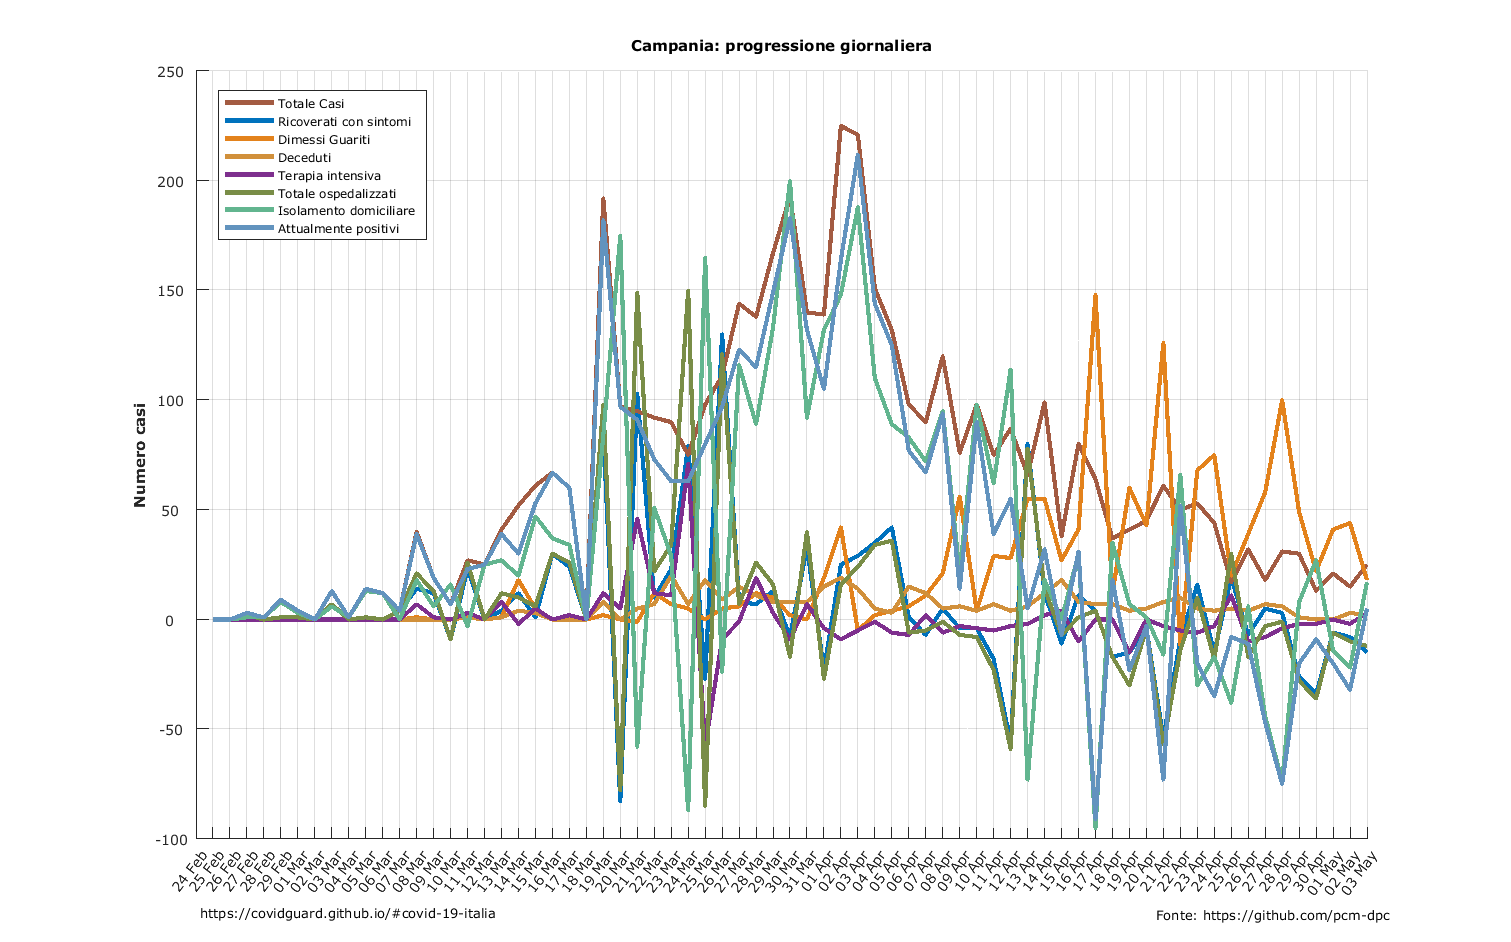 Campania: progressione giornaliera
250
200
150
100
50
0
-50
-100
Numero casi
Totale Casi
Ricoverati con sintomi
Dimessi Guariti
Deceduti
Terapia intensiva
Totale ospedalizzati
Isolamento domiciliare
Attualmente positivi
24 Feb
25 Feb
26 Feb
27 Feb
28 Feb
29 Feb
01 Mar
02 Mar
03 Mar
04 Mar
05 Mar
06 Mar
07 Mar
08 Mar
09 Mar
10 Mar
11 Mar
12 Mar
13 Mar
14 Mar
15 Mar
16 Mar
17 Mar
18 Mar
19 Mar
20 Mar
21 Mar
22 Mar
23 Mar
24 Mar
25 Mar
26 Mar
27 Mar
28 Mar
29 Mar
30 Mar
31 Mar
01 Apr
02 Apr
03 Apr
04 Apr
05 Apr
06 Apr
07 Apr
08 Apr
09 Apr
10 Apr
11 Apr
12 Apr
13 Apr
14 Apr
15 Apr
16 Apr
17 Apr
18 Apr
19 Apr
20 Apr
21 Apr
22 Apr
23 Apr
24 Apr
25 Apr
26 Apr
27 Apr
28 Apr
29 Apr
30 Apr
01 May
02 May
03 May
https://covidguard.github.io/#covid-19-italia
Fonte: https://github.com/pcm-dpc